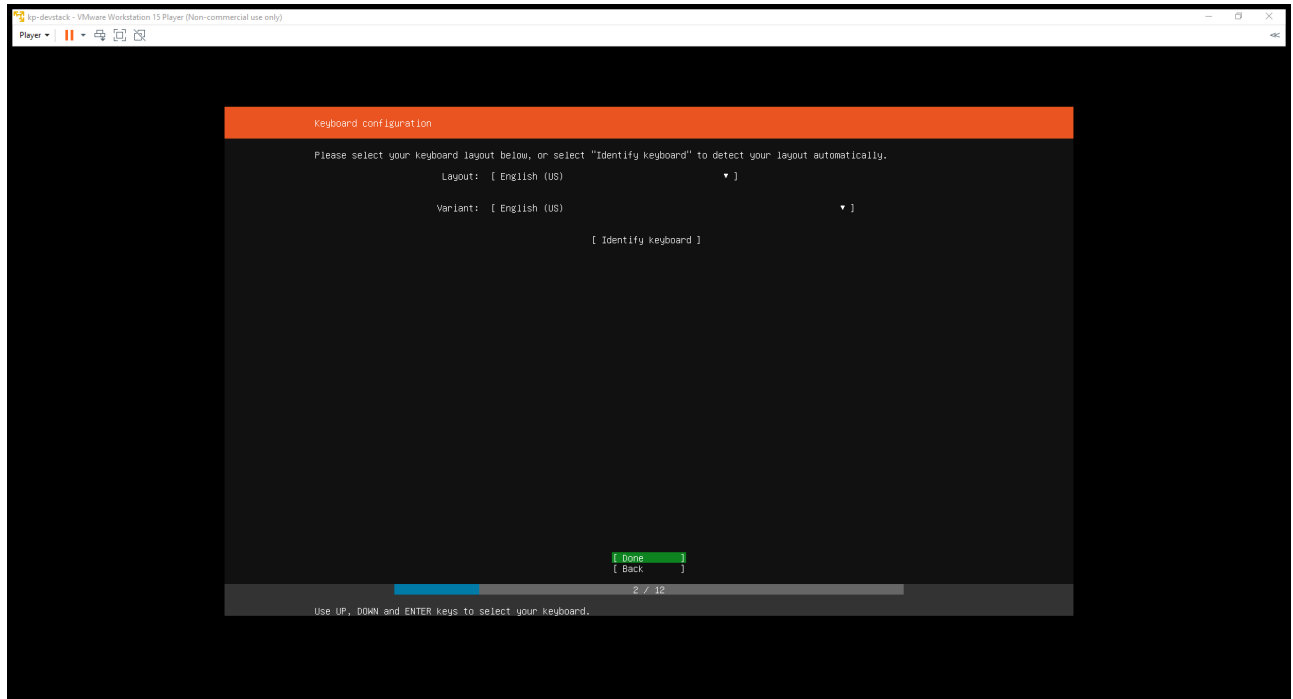 kp-devstack - VMware Workstation 15 Player (Non-commercial use only)
Player
Keyboard configuration
Please select your keyboard layout below, or select "Identify keyboard" to detect your layout automatically.
Layout: [ English (US) ▾ ]
Variant: [ English (US) ▾ ]
[ Identify keyboard ]
[ Done ]
[ Back ]
2 / 12
Use UP, DOWN and ENTER keys to select your keyboard.